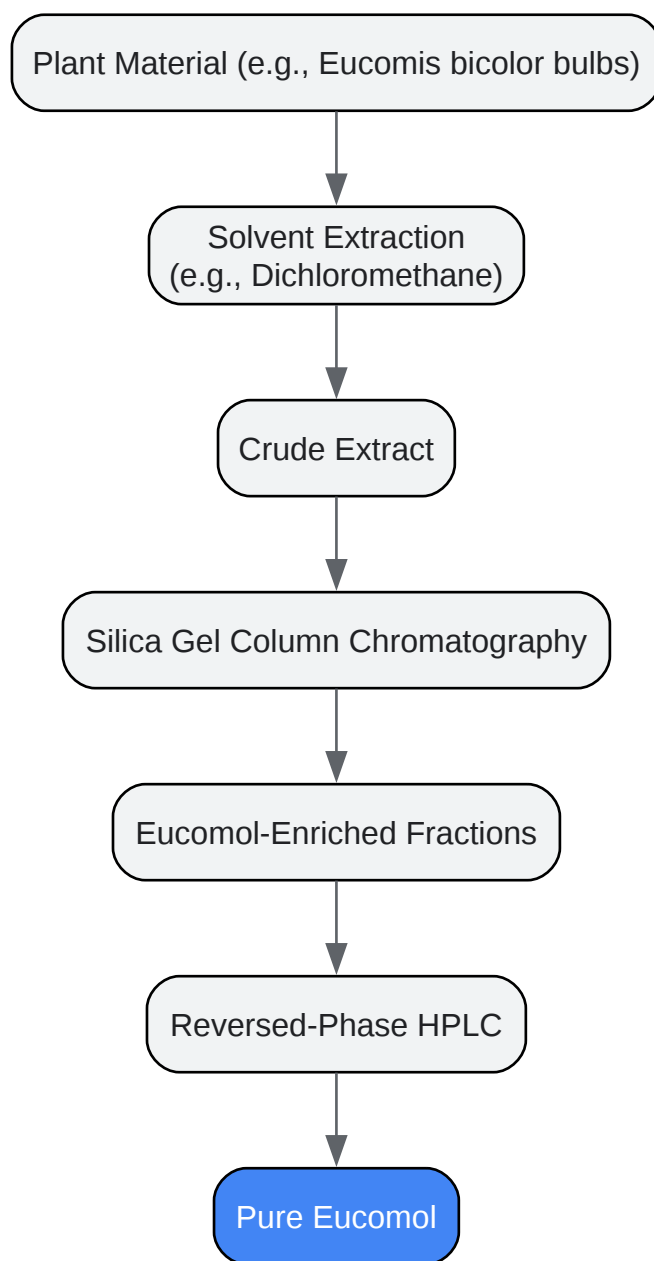 Plant Material (e.g., Eucomis bicolor bulbs)
Solvent Extraction
(e.g., Dichloromethane)
Crude Extract
Silica Gel Column Chromatography
Eucomol-Enriched Fractions
Reversed-Phase HPLC
Pure Eucomol